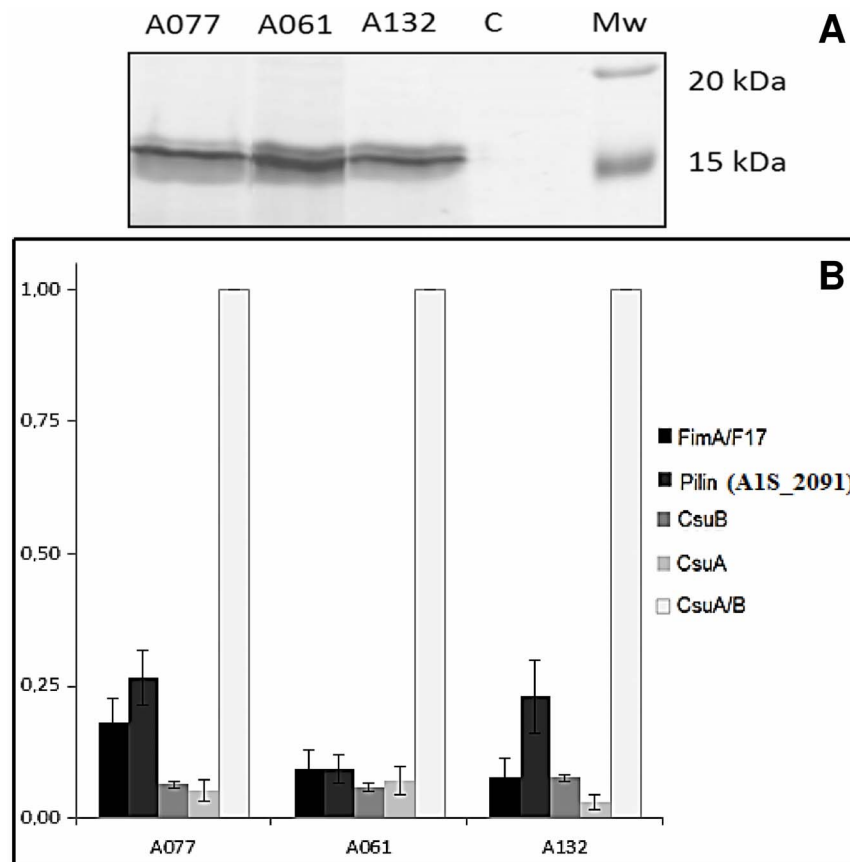 A077 A061 A132 C Mw A
20 kDa
15 kDa
B
1,00
0,75
0,50
0,25
0,00
A077 A061 A132
FimA/F17
Pilin (A1S_2091)
CsuB
CsuA
CsuA/B